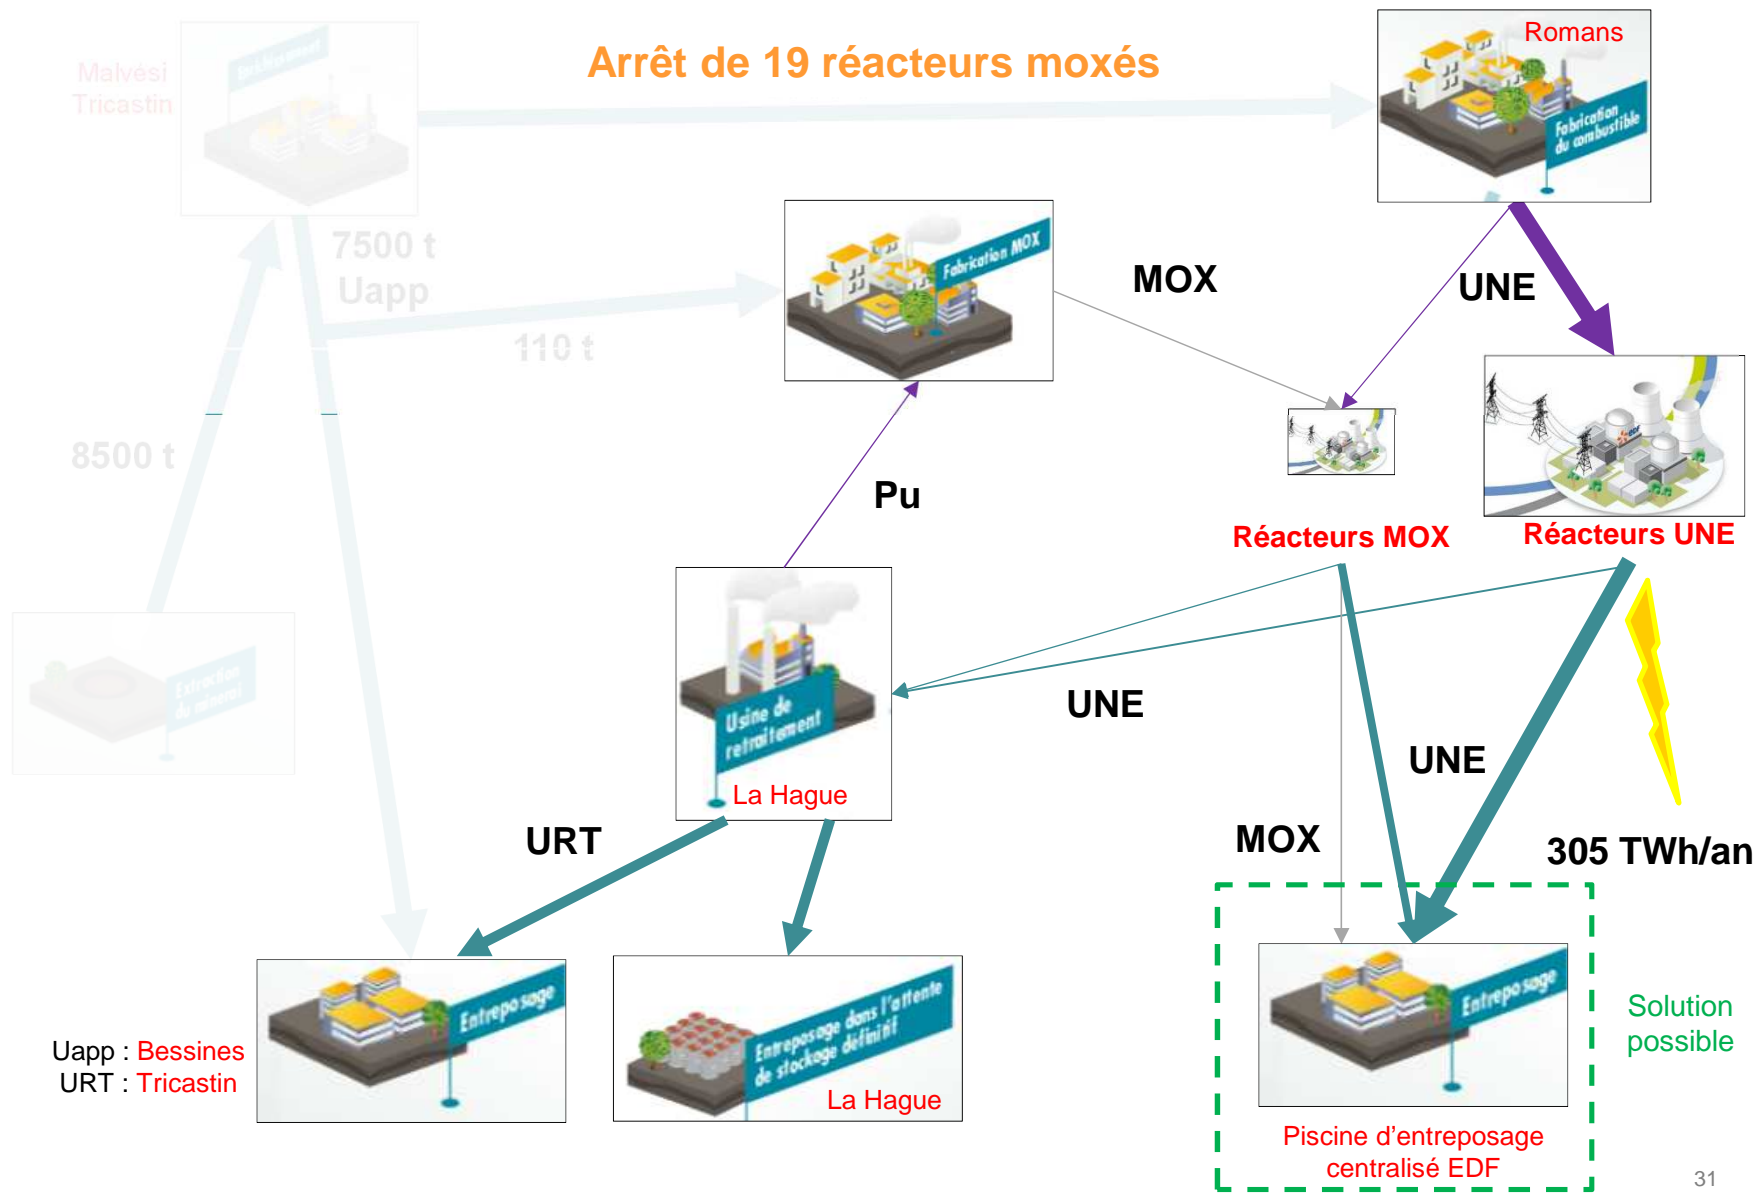 Arrêt de 19 réacteurs moxés
Malvési
Tricastin
Enrichissement
Romans
Fabrication
du combustible
7500 t
Uapp
110 t
8500 t
Fabrication MOX
MOX
UNE
Pu
edf
Réacteurs MOX
Réacteurs UNE
Extraction
du minerai
Usine de
retraitement
La Hague
UNE
UNE
URT
MOX
305 TWh/an
Entreposage
Uapp : Bessines
URT : Tricastin
Entreposage dans l'attente
de stockage définitif
La Hague
Entreposage
Solution
possible
Piscine d’entreposage
centralisé EDF
31